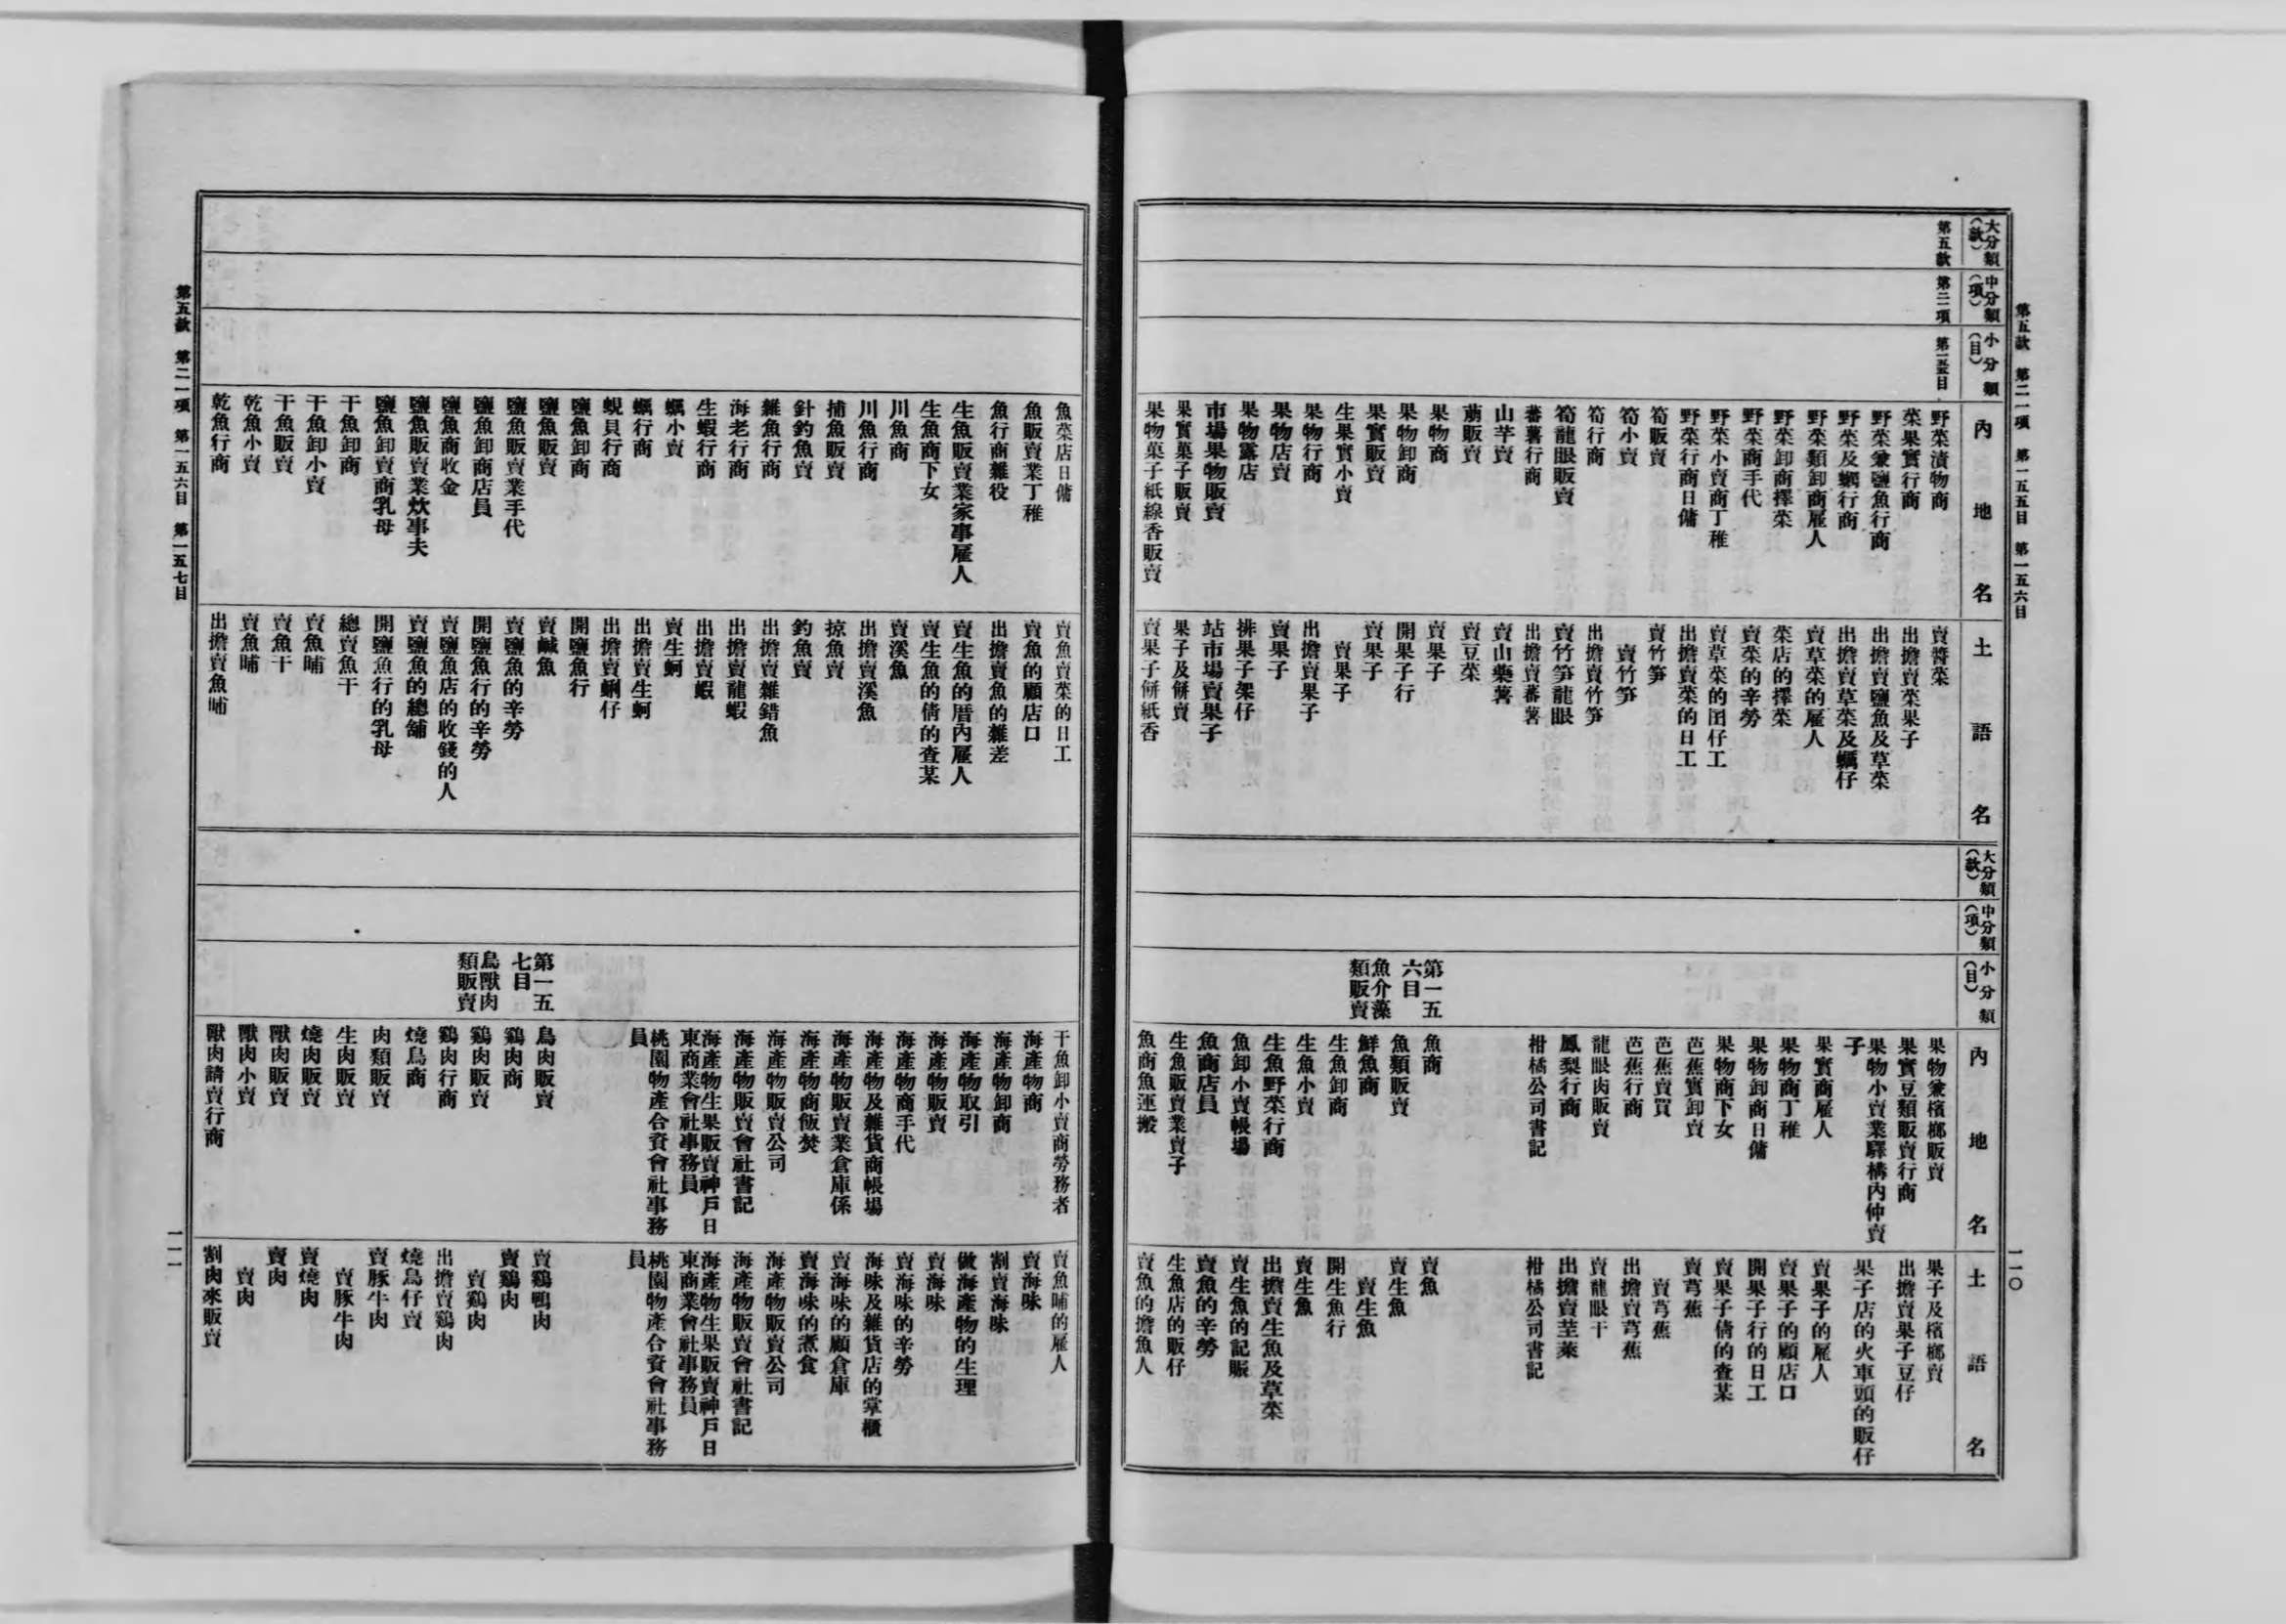 第五款 第二一項 第一五五目 第一五六目
一一〇
大分類（款）
中分類（項）
小分類（目）
內地名
土語名
第五款
第二一項
第一五五目
野菜漬物商
菜果實行商
野菜兼鹽魚行商
野菜及蜆行商
野菜類卸商雇人
野菜卸商擇菜
野菜商手代
野菜小賣商丁稚
野菜行商日傭
筍販賣
筍小賣
筍行商
筍龍眼販賣
蕃薯行商
山芋賣
萠販賣
果物商
果物卸商
果實販賣
生果實小賣
果物行商
果物店賣
果物露店
市場果物販賣
果實菓子販賣
果物菓子紙線香販賣
賣醬菜
出擔賣菜果子
出擔賣鹽魚及草菜
出擔賣草菜及蠣仔
賣草菜的雇人
菜店的擇菜
賣菜的辛勞
賣草菜的囝仔工
出擔賣菜的日工
賣竹笋
賣竹笋
出擔賣竹笋
賣竹笋龍眼
出擔賣蕃薯
賣山藥薯
賣豆菜
賣果子
開果子行
賣果子
賣果子
出擔賣果子
賣果子
排果子架仔
站市場賣果子
果子及餅賣
賣果子餅紙香
大分類（款）
中分類（項）
小分類（目）
內地名
土語名
果物兼檳榔販賣
果實豆類販賣行商
果物小賣業驛構內仲賣子
果實商雇人
果物商丁稚
果物卸商日傭
果物商下女
芭蕉實卸賣
芭蕉賣買
芭蕉行商
龍眼肉販賣
鳳梨行商
柑橘公司書記
第一五六目
魚介藻類販賣
魚商
魚類販賣
鮮魚商
生魚卸商
生魚小賣
生魚野菜行商
魚卸小賣帳場
魚商店員
生魚販賣業賣子
魚商魚運搬
果子及檳榔賣
出擔賣果子豆仔
果子店的火車頭的販仔
賣果子的雇人
賣果子的顧店口
開果子行的日工
賣果子倩的查某
賣芎蕉
賣芎蕉
出擔賣芎蕉
賣龍眼干
出擔賣王萊
柑橘公司書記
賣魚
賣生魚
賣生魚
開生魚行
賣生魚
出擔賣生魚及草菜
賣生魚的記賬
賣魚的辛勞
生魚店的販仔
賣魚的擔魚人
魚菜店日傭
魚販賣業丁稚
魚行商雜役
生魚販賣業家事雇人
生魚商下女
川魚商
川魚行商
捕魚販賣
針釣魚賣
雜魚行商
海老行商
生蝦行商
蠣小賣
蠣行商
蜆貝行商
鹽魚卸商
鹽魚販賣
鹽魚販賣業手代
鹽魚卸商店員
鹽魚商收金
鹽魚販賣業炊事夫
鹽魚卸賣商乳母
干魚卸商
干魚卸小賣
干魚販賣
乾魚小賣
乾魚行商
賣魚賣菜的日工
賣魚的顧店口
出擔賣魚的雜差
賣生魚的厝內雇人
賣生魚的倩的查某
賣溪魚
出擔賣溪魚
掠魚賣
釣魚賣
出擔賣雜錯魚
出擔賣龍蝦
出擔賣蝦
賣生蚵
出擔賣生蚵
出擔賣蜊仔
開鹽魚行
賣鹹魚
賣鹽魚的辛勞
開鹽魚行的辛勞
賣鹽魚店的收錢的人
賣鹽魚的總舖
開鹽魚行的乳母
總賣魚干
賣魚哺
賣魚干
賣魚哺
出擔賣魚哺
干魚卸小賣商勞務者
海產物商
海產物卸商
海產物取引
海產物販賣
海產物商手代
海產物及雜貨商帳場
海產物販賣業倉庫係
海產物商飯焚
海產物販賣公司
海產物販賣會社書記
海產物生果販賣神戶日東商業會社事務員
桃園物產合資會社事務員
第一五七目
鳥獸肉類販賣
鳥肉販賣
鷄肉商
鷄肉販賣
鷄肉行商
燒鳥商
肉類販賣
生肉販賣
燒肉販賣
獸肉販賣
獸肉小賣
獸肉請賣行商
賣魚哺的雇人
賣海味
割賣海味
做海產物的生理
賣海味
賣海味的辛勞
海味及雜貨店的掌櫃
賣海味的顧倉庫
賣海味的煮食
海產物販賣公司
海產物販賣會社書記
海產物生果販賣神戶日東商業會社事務員
桃園物產合資會社事務員
賣鷄鴨肉
賣鷄肉
賣鷄肉
出擔賣鷄肉
燒鳥仔賣
賣豚牛肉
賣豚牛肉
賣燒肉
賣肉
賣肉
割肉來販賣
第五款 第二一項 第一五六目 第一五七目
一一一